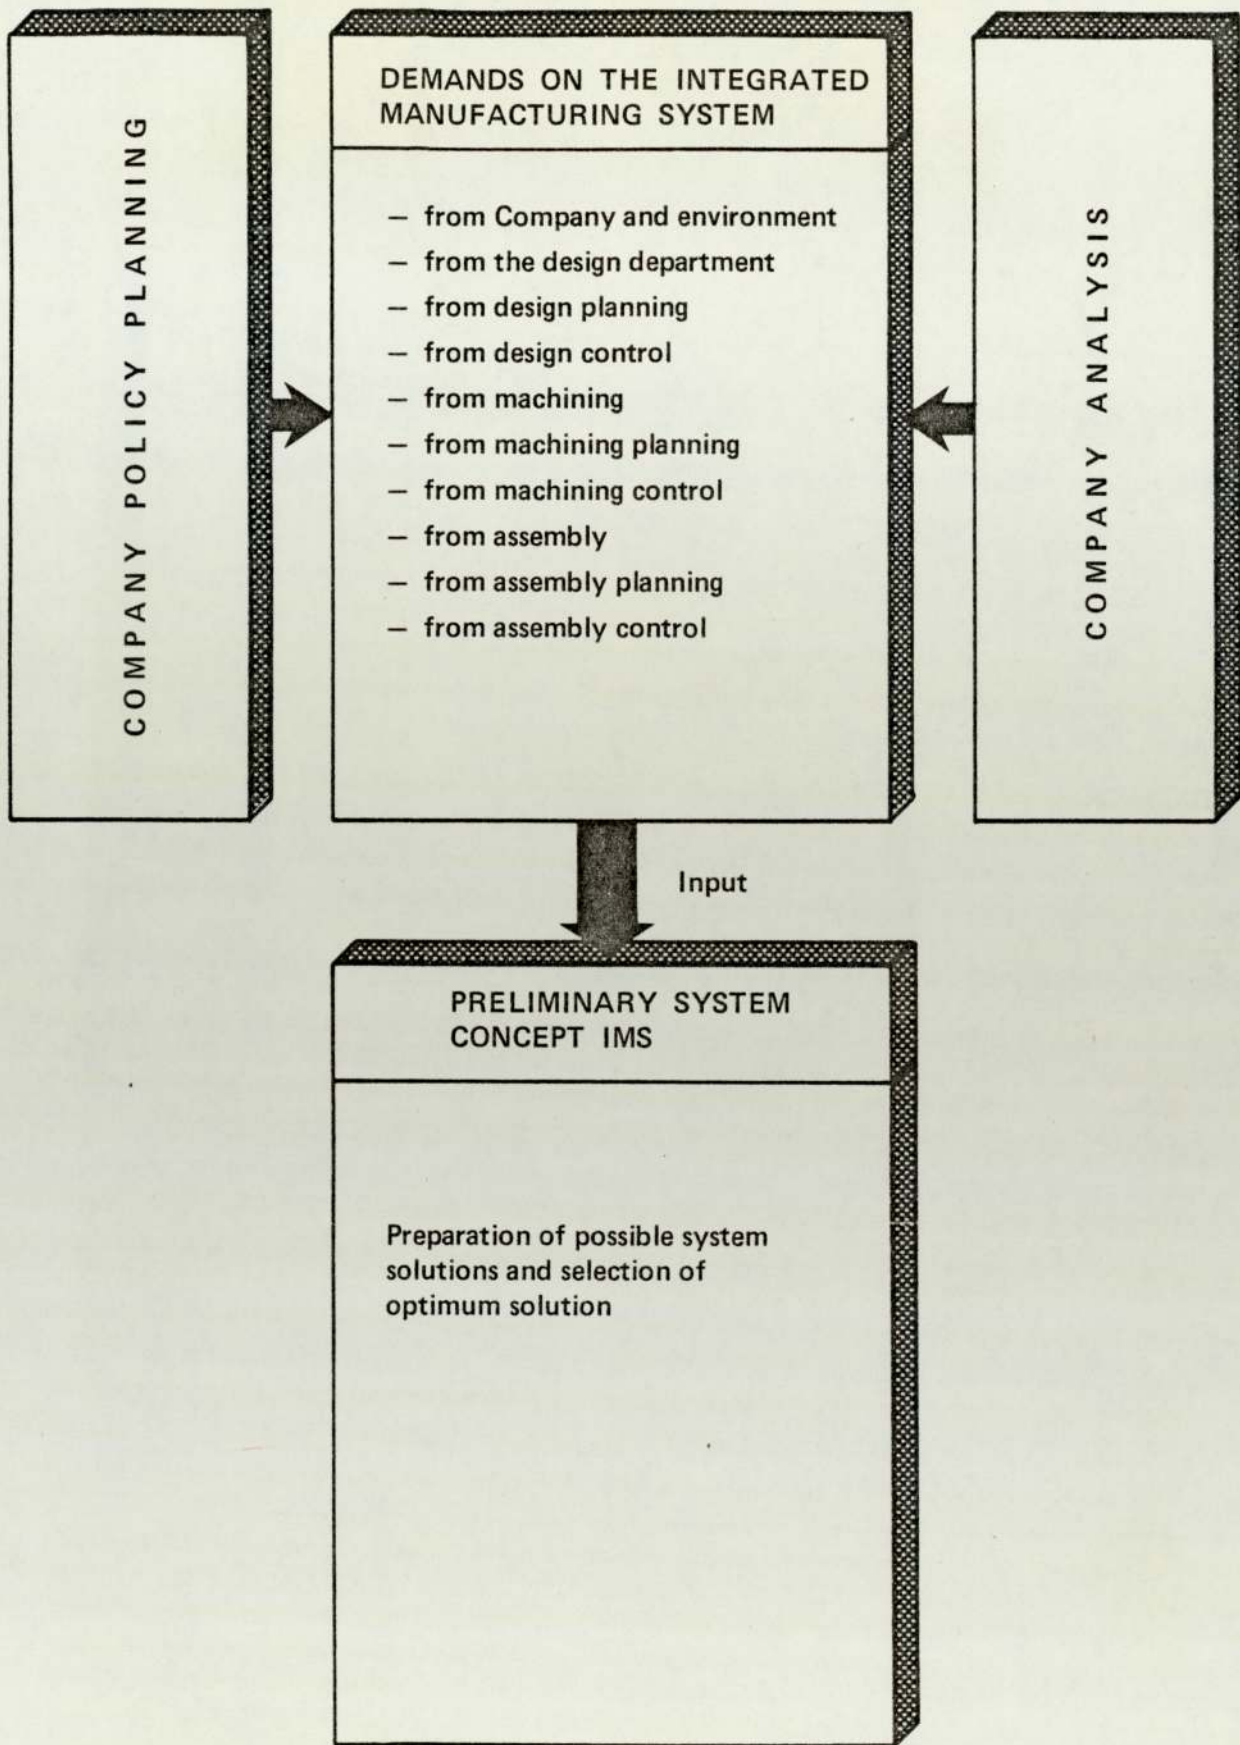 COMPANY POLICY PLANNING
DEMANDS ON THE INTEGRATED
MANUFACTURING SYSTEM
– from Company and environment
– from the design department
– from design planning
– from design control
– from machining
– from machining planning
– from machining control
– from assembly
– from assembly planning
– from assembly control
COMPANY ANALYSIS
Input
PRELIMINARY SYSTEM
CONCEPT IMS
Preparation of possible system
solutions and selection of
optimum solution